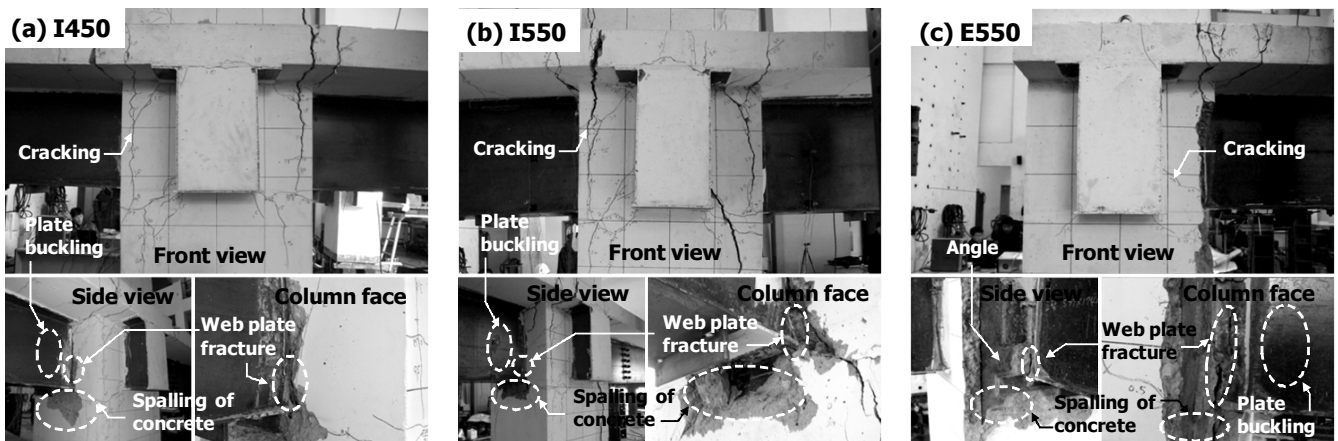 (a) I450
Cracking
Plate
buckling
Front view
Side view
Column face
Web plate
fracture
Spalling of
concrete
(b) I550
Cracking
Plate
buckling
Front view
Side view
Column face
Web plate
fracture
Spalling of
concrete
(c) E550
Cracking
Angle
Front view
Side view
Column face
Web plate
fracture
0.5
Spalling of
concrete
Plate
buckling